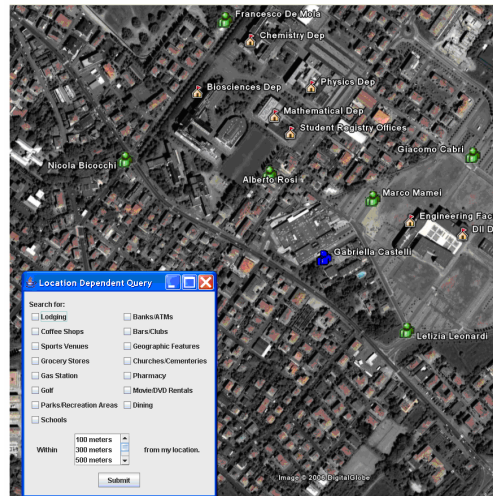 Francesco De Mola
Chemistry Dep
Biosciences Dep
Physics Dep
Mathematical Dep
Student Registry Offices
Giacomo Cabri
Nicola Bicocchi
Alberto Rosi
Marco Mamei
Engineering Fac
DII D
Gabriella Castelli
Letizia Leonardi
Location Dependent Query
Search for:
Lodging
Banks/ATMs
Coffee Shops
Bars/Clubs
Sports Venues
Geographic Features
Grocery Stores
Churches/Cementeries
Gas Station
Pharmacy
Golf
Movie/DVD Rentals
Parks/Recreation Areas
Dining
Schools
100 meters
Within 300 meters from my location.
500 meters
Submit
Image © 2006 DigitalGlobe